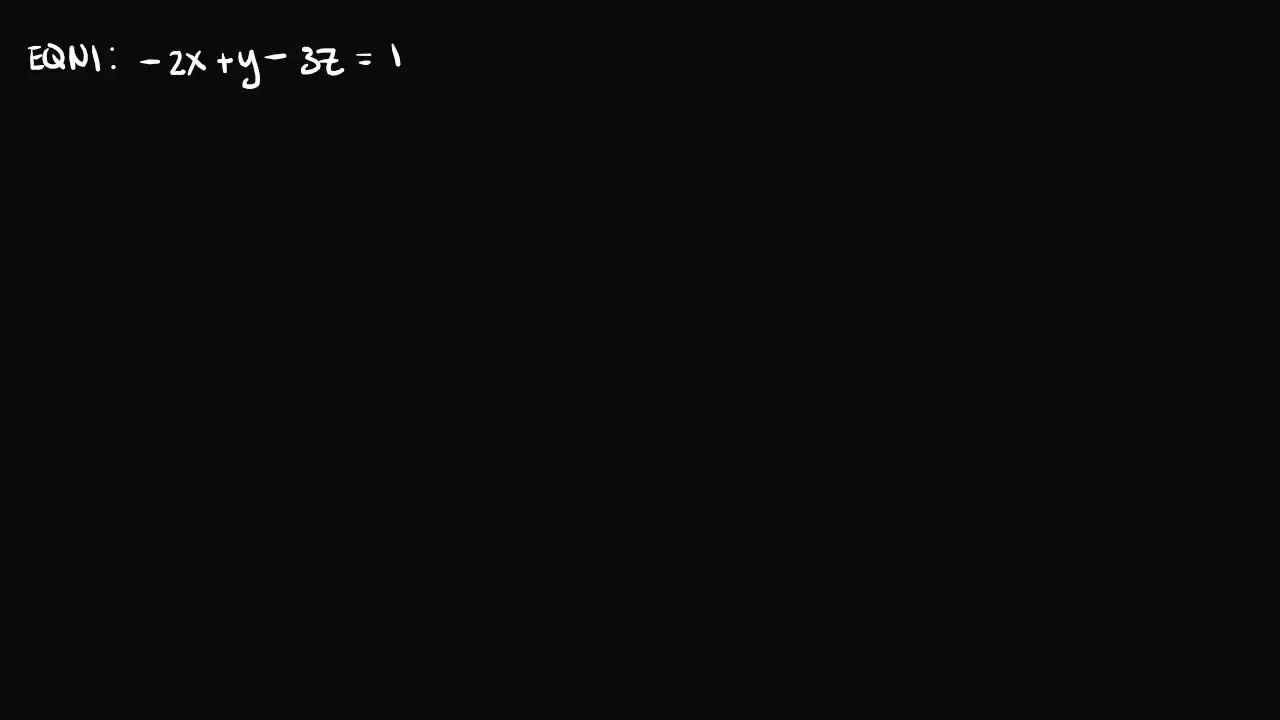 EQN1: -2x + y - 3z = 1